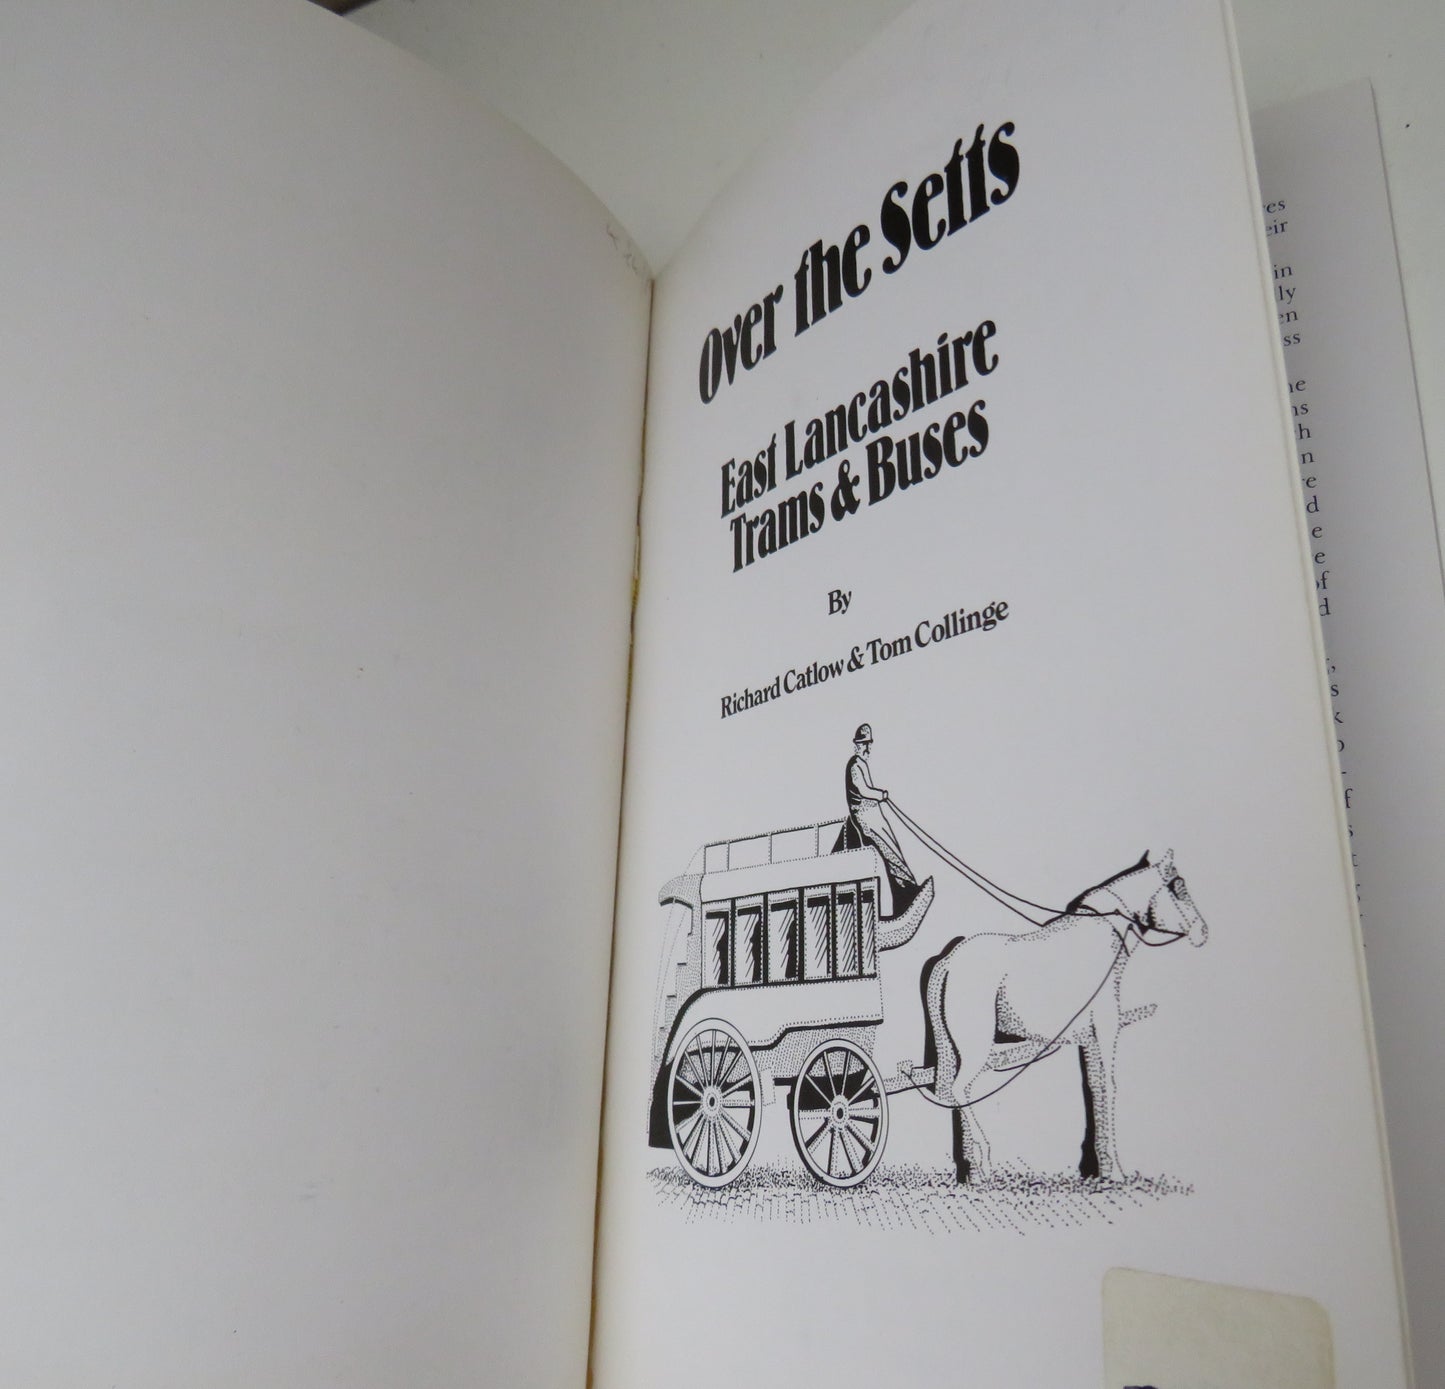 Over the Setts
East Lancashire
Trams & Buses
By
Richard Catlow & Tom Collinge